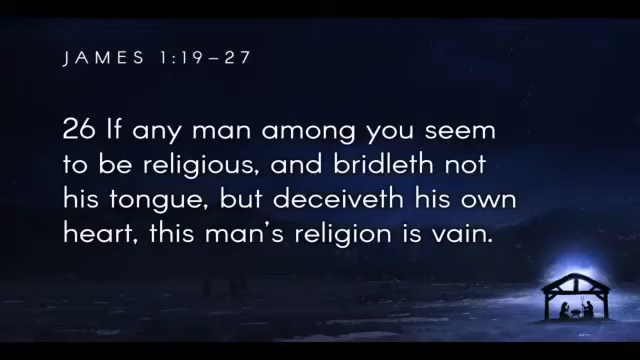 JAMES 1:19–27
26 If any man among you seem
to be religious, and bridleth not
his tongue, but deceiveth his own
heart, this man's religion is vain.